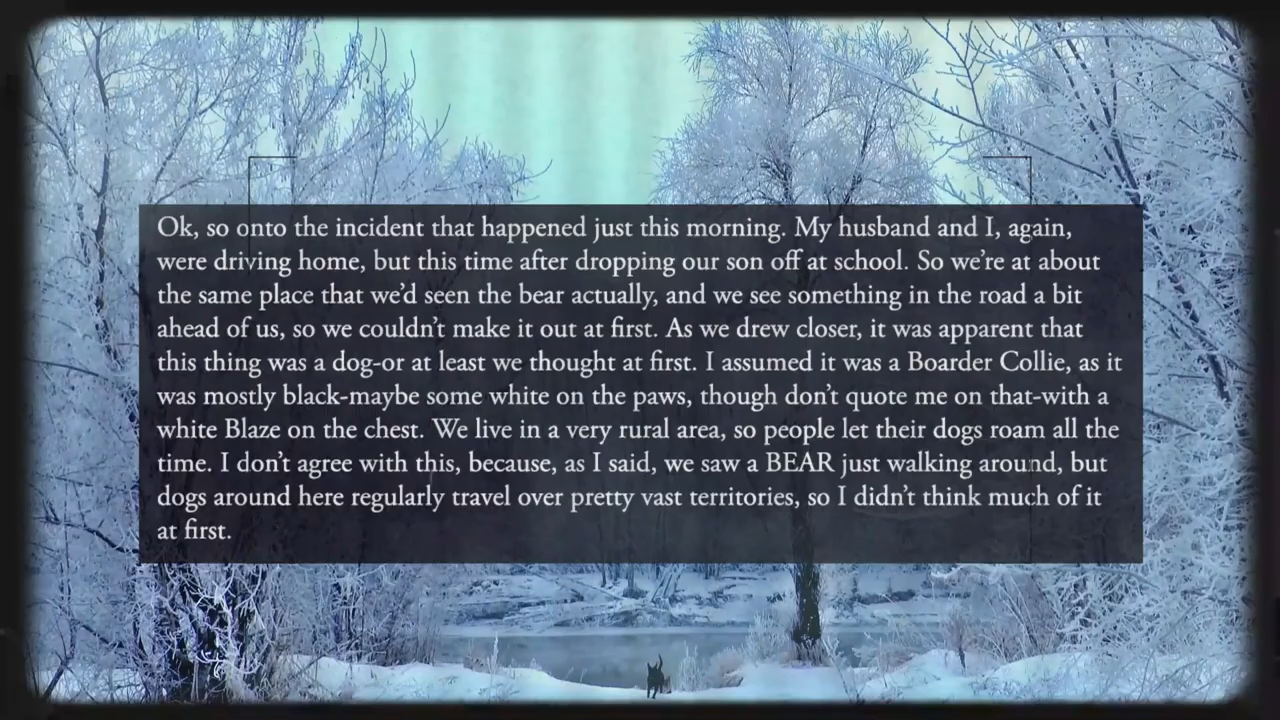 Ok, so onto the incident that happened just this morning. My husband and I, again,
were driving home, but this time after dropping our son off at school. So we're at about
the same place that we'd seen the bear actually, and we see something in the road a bit
ahead of us, so we couldn't make it out at first. As we drew closer, it was apparent that
this thing was a dog-or at least we thought at first. I assumed it was a Boarder Collie, as it
was mostly black-maybe some white on the paws, though don't quote me on that-with a
white Blaze on the chest. We live in a very rural area, so people let their dogs roam all the
time. I don't agree with this, because, as I said, we saw a BEAR just walking around, but
dogs around here regularly travel over pretty vast territories, so I didn't think much of it
at first.